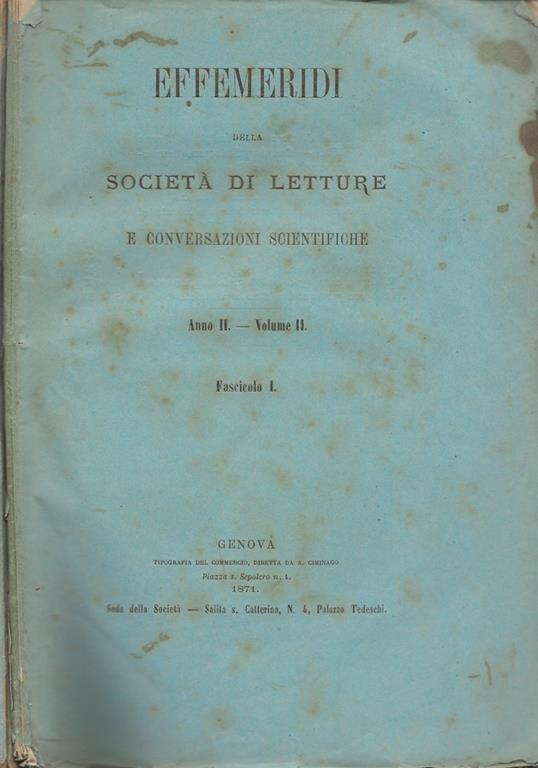 EFFEMERIDI
DELLA
SOCIETÀ DI LETTURE
E CONVERSAZIONI SCIENTIFICHE
Anno II. — Volume II.
Fascicolo I.
GENOVA
TIPOGRAFIA DEL COMMERCIO, DIRETTA DA A. CIMINAGO
Piazza s. Sepolcro n. 4.
1871.
Sede della Società — Salita s. Catterina, N. 4, Palazzo Tedeschi.